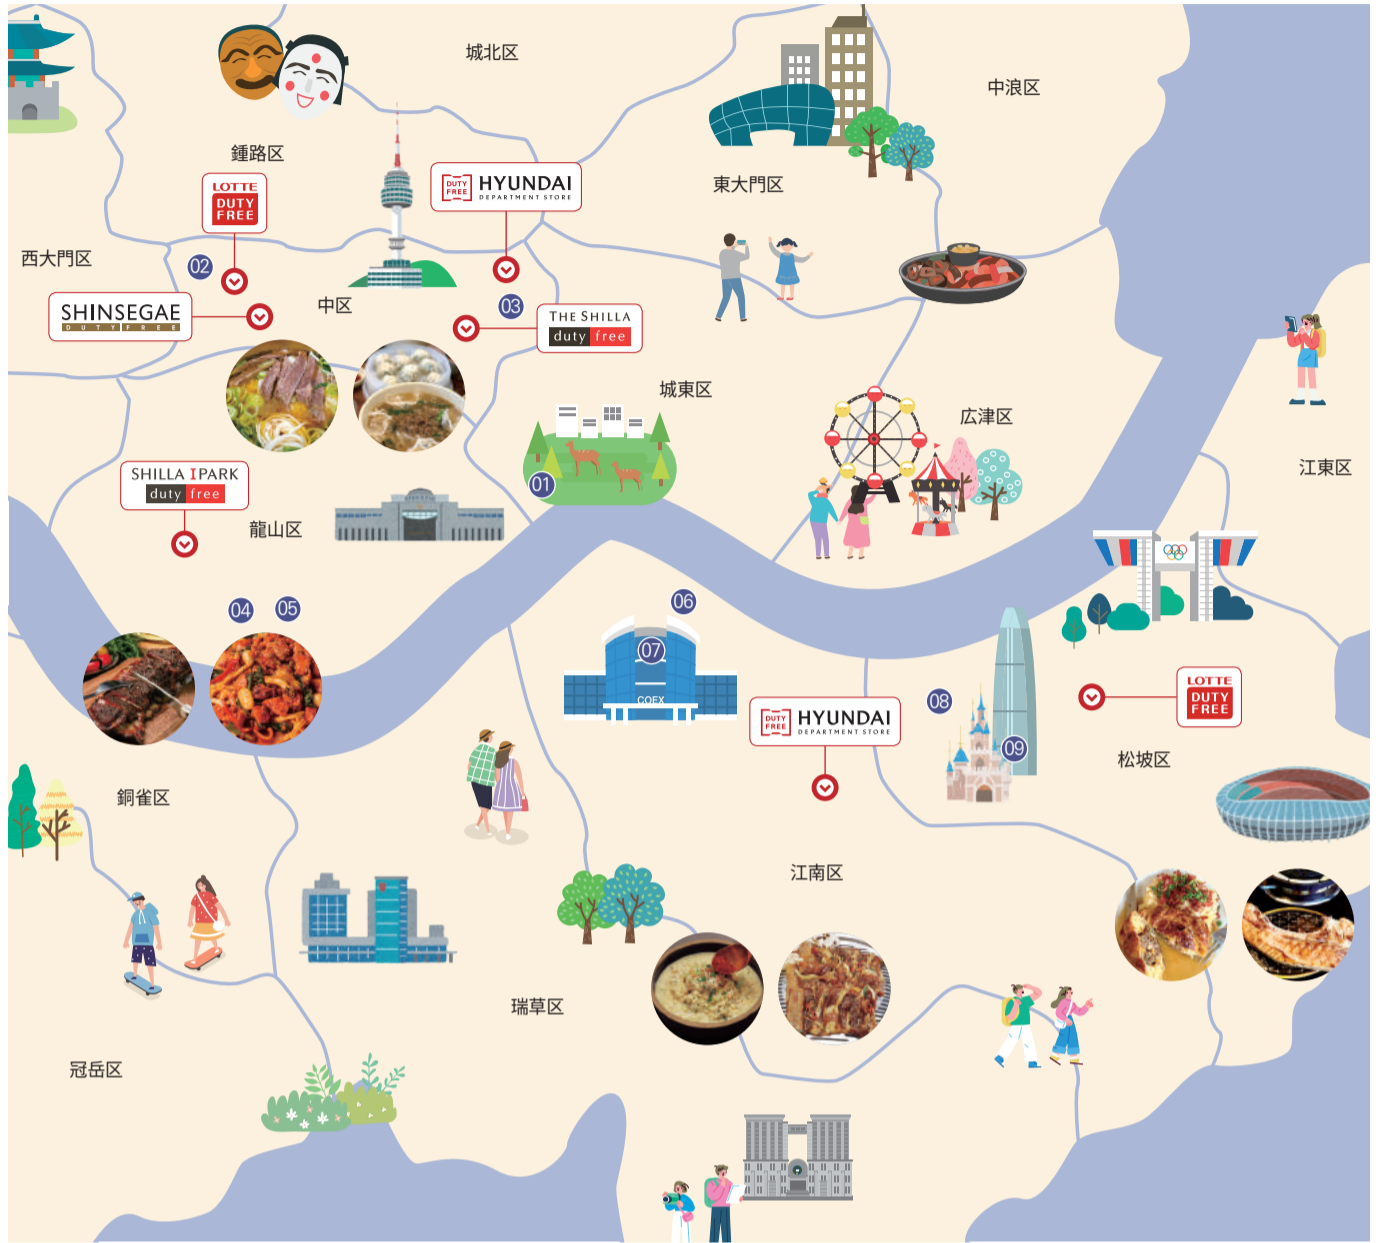 城北区
中浪区
鍾路区
LOTTE
DUTY
FREE
DUTY
FREE
HYUNDAI
DEPARTMENT STORE
東大門区
西大門区
02
中区
03
SHINSEGAE
DUTY FREE
THE SHILLA
duty free
城東区
広津区
江東区
SHILLA IPARK
duty free
01
龍山区
04
05
06
07
COEX
08
09
DUTY
FREE
HYUNDAI
DEPARTMENT STORE
LOTTE
DUTY
FREE
松坡区
銅雀区
江南区
瑞草区
冠岳区